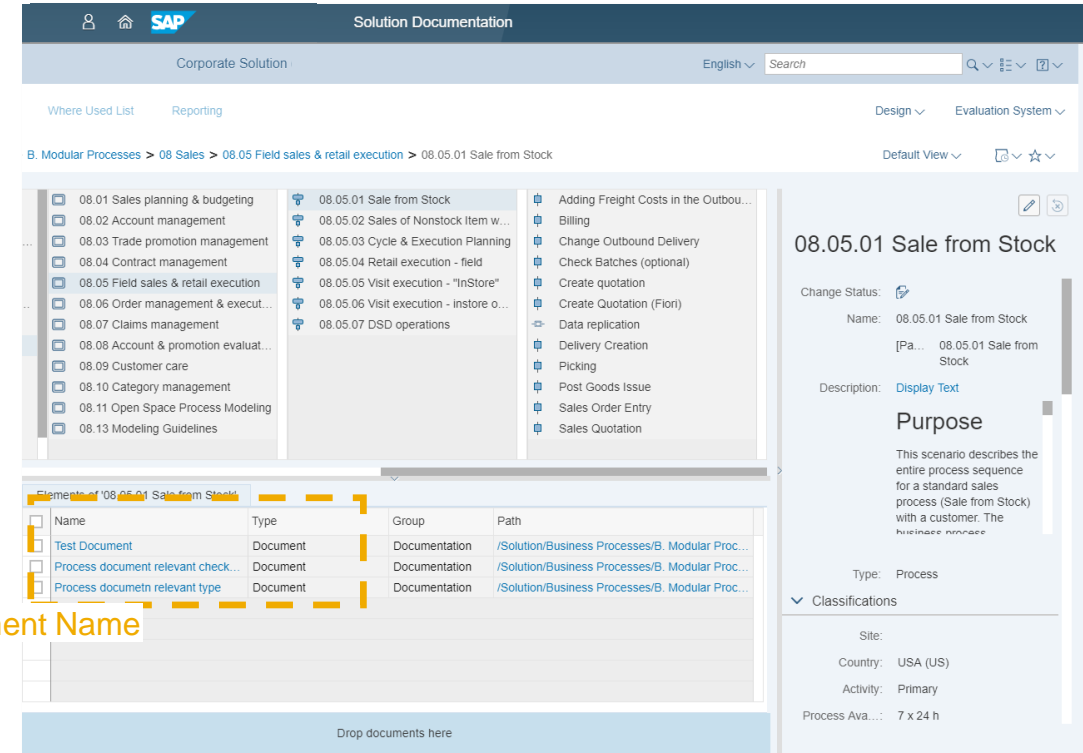 SAP
Solution Documentation
Corporate Solution
English
Search
Where Used List Reporting
Design Evaluation System
B. Modular Processes > 08 Sales > 08.05 Field sales & retail execution > 08.05.01 Sale from Stock
Default View
08.01 Sales planning & budgeting
08.02 Account management
08.03 Trade promotion management
08.04 Contract management
08.05 Field sales & retail execution
08.06 Order management & execut...
08.07 Claims management
08.08 Account & promotion evaluat...
08.09 Customer care
08.10 Category management
08.11 Open Space Process Modeling
08.13 Modeling Guidelines
08.05.01 Sale from Stock
08.05.02 Sales of Nonstock Item w...
08.05.03 Cycle & Execution Planning
08.05.04 Retail execution - field
08.05.05 Visit execution - "InStore"
08.05.06 Visit execution - instore o...
08.05.07 DSD operations
Adding Freight Costs in the Outbou...
Billing
Change Outbound Delivery
Check Batches (optional)
Create quotation
Create Quotation (Fiori)
Data replication
Delivery Creation
Picking
Post Goods Issue
Sales Order Entry
Sales Quotation
Elements of '08.05.01 Sale from Stock'
Name Type Group Path
Test Document Document Documentation /Solution/Business Processes/B. Modular Proc...
Process document relevant check... Document Documentation /Solution/Business Processes/B. Modular Proc...
Process documetn relevant type Document Documentation /Solution/Business Processes/B. Modular Proc...
ent Name
Drop documents here
08.05.01 Sale from Stock
Change Status:
Name: 08.05.01 Sale from Stock
[Pa... 08.05.01 Sale from
Stock
Description: Display Text
Purpose
This scenario describes the
entire process sequence
for a standard sales
process (Sale from Stock)
with a customer. The
business process
Type: Process
Classifications
Site:
Country: USA (US)
Activity: Primary
Process Ava...: 7 x 24 h